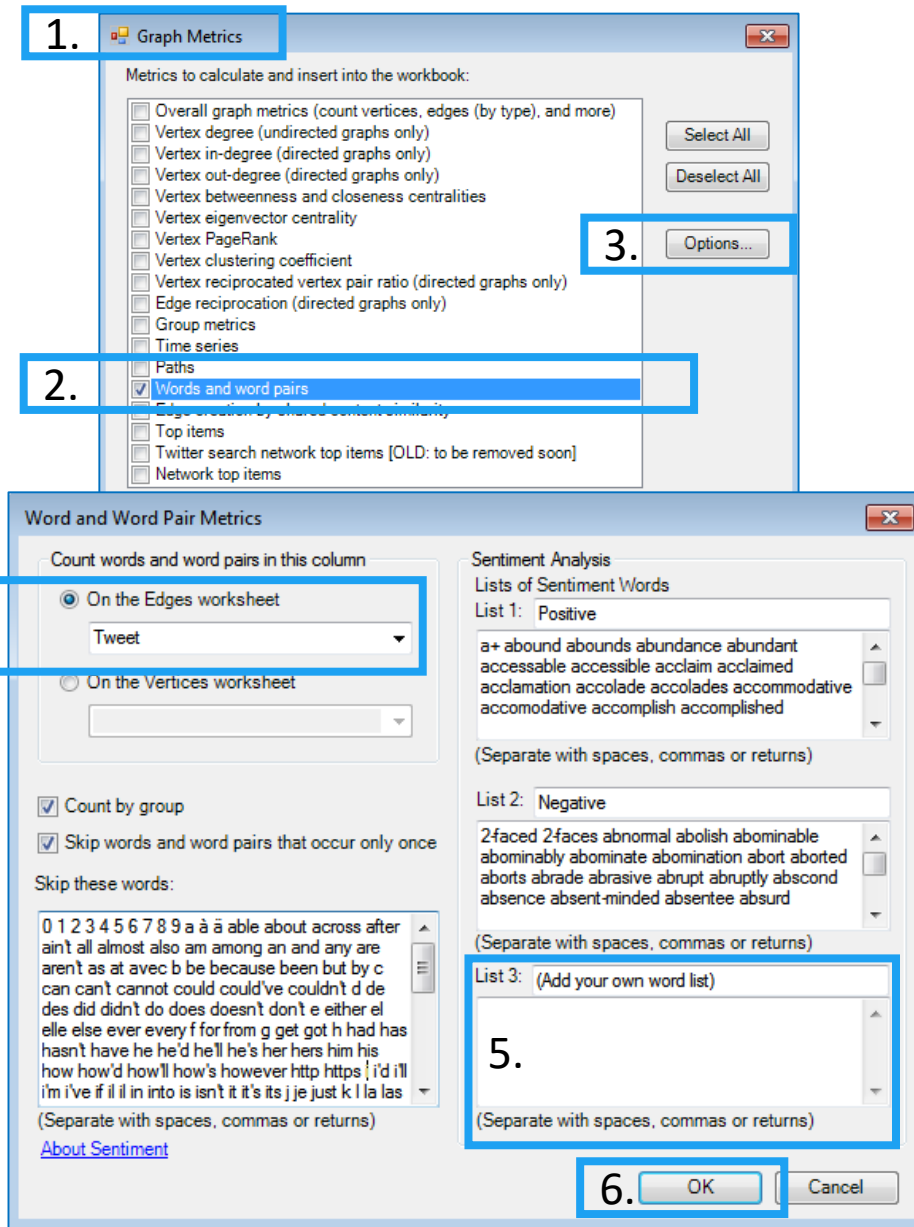 1. Graph Metrics
Metrics to calculate and insert into the workbook:
Overall graph metrics (count vertices, edges (by type), and more)
Vertex degree (undirected graphs only)
Vertex in-degree (directed graphs only)
Vertex out-degree (directed graphs only)
Vertex betweenness and closeness centralities
Vertex eigenvector centrality
Vertex PageRank
Vertex clustering coefficient
Vertex reciprocated vertex pair ratio (directed graphs only)
Edge reciprocation (directed graphs only)
Group metrics
Time series
Paths
2. Words and word pairs
Edge creation by shared content similarity
Top items
Twitter search network top items [OLD: to be removed soon]
Network top items
Select All
Deselect All
3. Options...
Word and Word Pair Metrics
Count words and word pairs in this column
On the Edges worksheet
Tweet
On the Vertices worksheet
Count by group
Skip words and word pairs that occur only once
Skip these words:
0 1 2 3 4 5 6 7 8 9 a à ä able about across after
ain't all almost also am among an and any are
aren't as at avec b be because been but by c
can can't cannot could could've couldn't d de
des did didn't do does doesn't don't e either el
elle else ever every f for from g get got h had has
hasn't have he he'd he'll he's her hers him his
how how'd how'll how's however http https i i'd i'll
i'm i've if il il in into is isn't it it's its j je just k l la las
(Separate with spaces, commas or returns)
About Sentiment
Sentiment Analysis
Lists of Sentiment Words
List 1: Positive
a+ abound abounds abundance abundant
accessable accessible acclaim acclaimed
acclamation accolade accolades accommodative
accomodative accomplish accomplished
(Separate with spaces, commas or returns)
List 2: Negative
2-faced 2-faces abnormal abolish abominable
abominably abominate abomination abort aborted
aborts abrade abrasive abrupt abruptly abscond
absence absent-minded absentee absurd
(Separate with spaces, commas or returns)
List 3: (Add your own word list)
5.
(Separate with spaces, commas or returns)
6. OK
Cancel